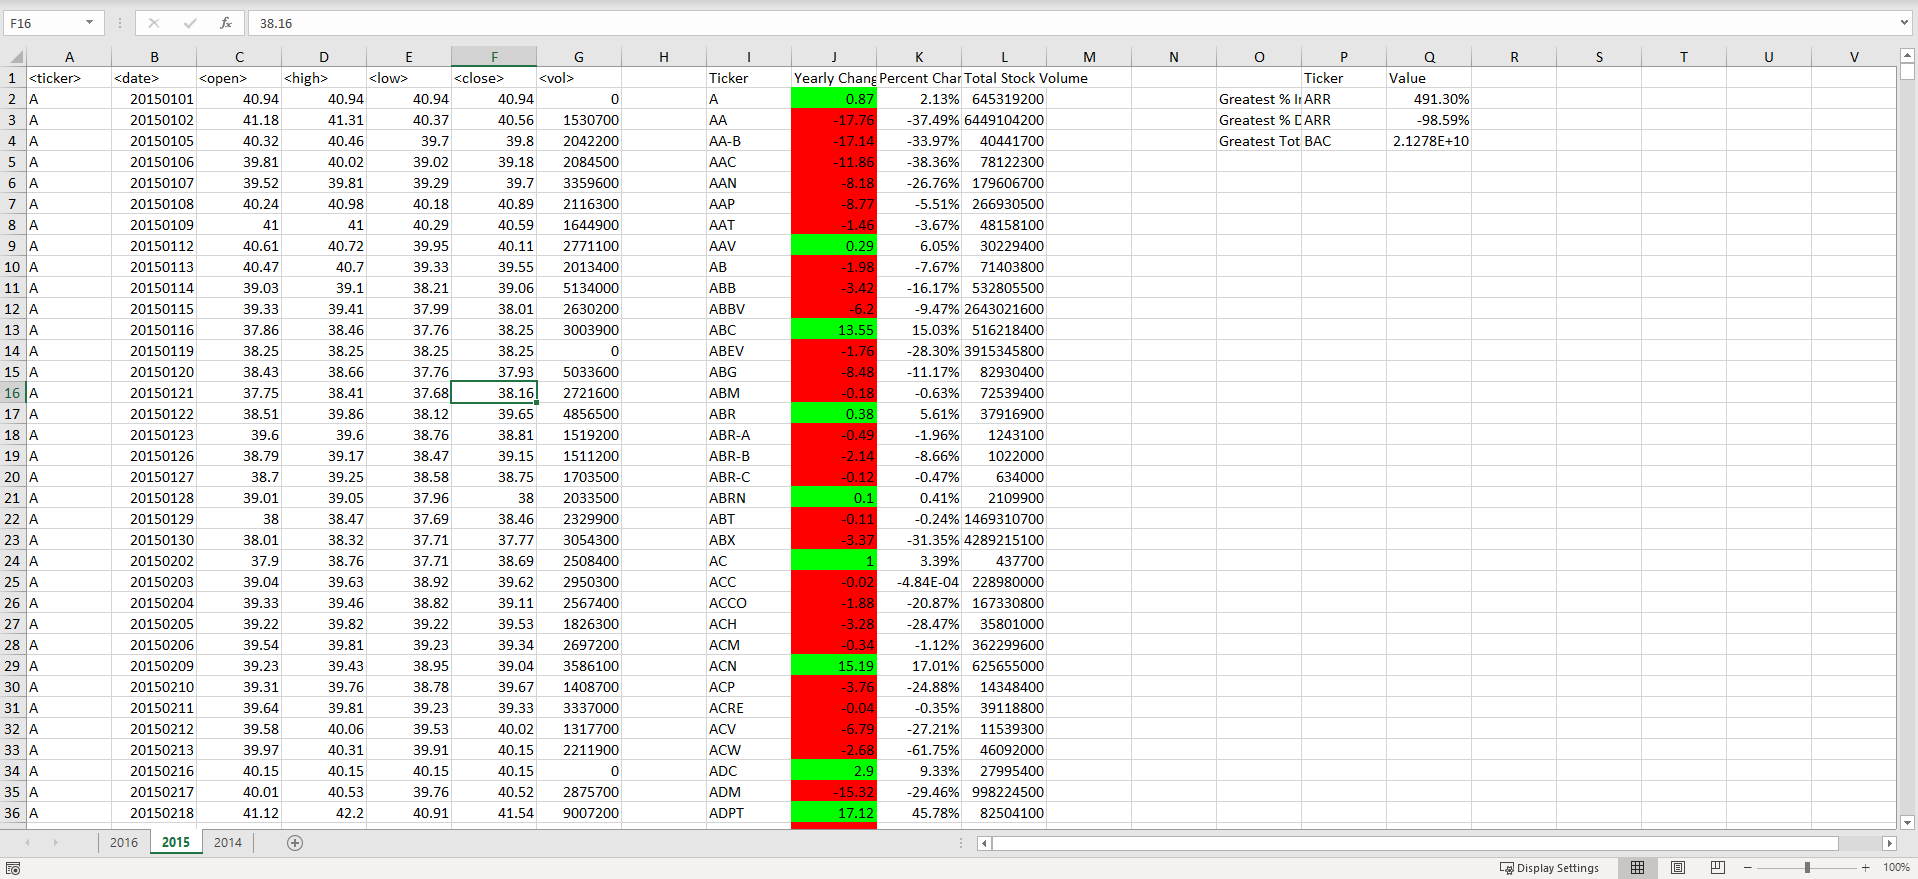 F16 fx 38.16
A B C D E F G H I J K L M N O P Q R S T U V
1 <ticker> <date> <open> <high> <low> <close> <vol> Ticker Yearly Chang Percent Char Total Stock Volume Ticker Value
2 A 20150101 40.94 40.94 40.94 40.94 0 A 0.87 2.13% 645319200 Greatest % I ARR 491.30%
3 A 20150102 41.18 41.31 40.37 40.56 1530700 AA -17.76 -37.49% 6449104200 Greatest % D ARR -98.59%
4 A 20150105 40.32 40.46 39.7 39.8 2042200 AA-B -17.14 -33.97% 40441700 Greatest Tot BAC 2.1278E+10
5 A 20150106 39.81 40.02 39.02 39.18 2084500 AAC -11.86 -38.36% 78122300
6 A 20150107 39.52 39.81 39.29 39.7 3359600 AAN -8.18 -26.76% 179606700
7 A 20150108 40.24 40.98 40.18 40.89 2116300 AAP -8.77 -5.51% 266930500
8 A 20150109 41 41 40.29 40.59 1644900 AAT -1.46 -3.67% 48158100
9 A 20150112 40.61 40.72 39.95 40.11 2771100 AAV 0.29 6.05% 30229400
10 A 20150113 40.47 40.7 39.33 39.55 2013400 AB -1.98 -7.67% 71403800
11 A 20150114 39.03 39.1 38.21 39.06 5134000 ABB -3.42 -16.17% 532805500
12 A 20150115 39.33 39.41 37.99 38.01 2630200 ABBV -6.2 -9.47% 2643021600
13 A 20150116 37.86 38.46 37.76 38.25 3003900 ABC 13.55 15.03% 516218400
14 A 20150119 38.25 38.25 38.25 38.25 0 ABEV -1.76 -28.30% 3915345800
15 A 20150120 38.43 38.66 37.76 37.93 5033600 ABG -8.48 -11.17% 82930400
16 A 20150121 37.75 38.41 37.68 38.16 2721600 ABM -0.18 -0.63% 72539400
17 A 20150122 38.51 39.86 38.12 39.65 4856500 ABR 0.38 5.61% 37916900
18 A 20150123 39.6 39.6 38.76 38.81 1519200 ABR-A -0.49 -1.96% 1243100
19 A 20150126 38.79 39.17 38.47 39.15 1511200 ABR-B -2.14 -8.66% 1022000
20 A 20150127 38.7 39.25 38.58 38.75 1703500 ABR-C -0.12 -0.47% 634000
21 A 20150128 39.01 39.05 37.96 38 2033500 ABRN 0.1 0.41% 2109900
22 A 20150129 38 38.47 37.69 38.46 2329900 ABT -0.11 -0.24% 1469310700
23 A 20150130 38.01 38.32 37.71 37.77 3054300 ABX -3.37 -31.35% 4289215100
24 A 20150202 37.9 38.76 37.71 38.69 2508400 AC 1 3.39% 437700
25 A 20150203 39.04 39.63 38.92 39.62 2950300 ACC -0.02 -4.84E-04 228980000
26 A 20150204 39.33 39.46 38.82 39.11 2567400 ACCO -1.88 -20.87% 167330800
27 A 20150205 39.22 39.82 39.22 39.53 1826300 ACH -3.28 -28.47% 35801000
28 A 20150206 39.54 39.81 39.23 39.34 2697200 ACM -0.34 -1.12% 362299600
29 A 20150209 39.23 39.43 38.95 39.04 3586100 ACN 15.19 17.01% 625655000
30 A 20150210 39.31 39.76 38.78 39.67 1408700 ACP -3.76 -24.88% 14348400
31 A 20150211 39.64 39.81 39.23 39.33 3337000 ACRE -0.04 -0.35% 39118800
32 A 20150212 39.58 40.06 39.53 40.02 1317700 ACV -6.79 -27.21% 11539300
33 A 20150213 39.97 40.31 39.91 40.15 2211900 ACW -2.68 -61.75% 46092000
34 A 20150216 40.15 40.15 40.15 40.15 0 ADC 2.9 9.33% 27995400
35 A 20150217 40.01 40.53 39.76 40.52 2875700 ADM -15.32 -29.46% 998224500
36 A 20150218 41.12 42.2 40.91 41.54 9007200 ADPT 17.12 45.78% 82504100
2016 2015 2014
Display Settings 100%